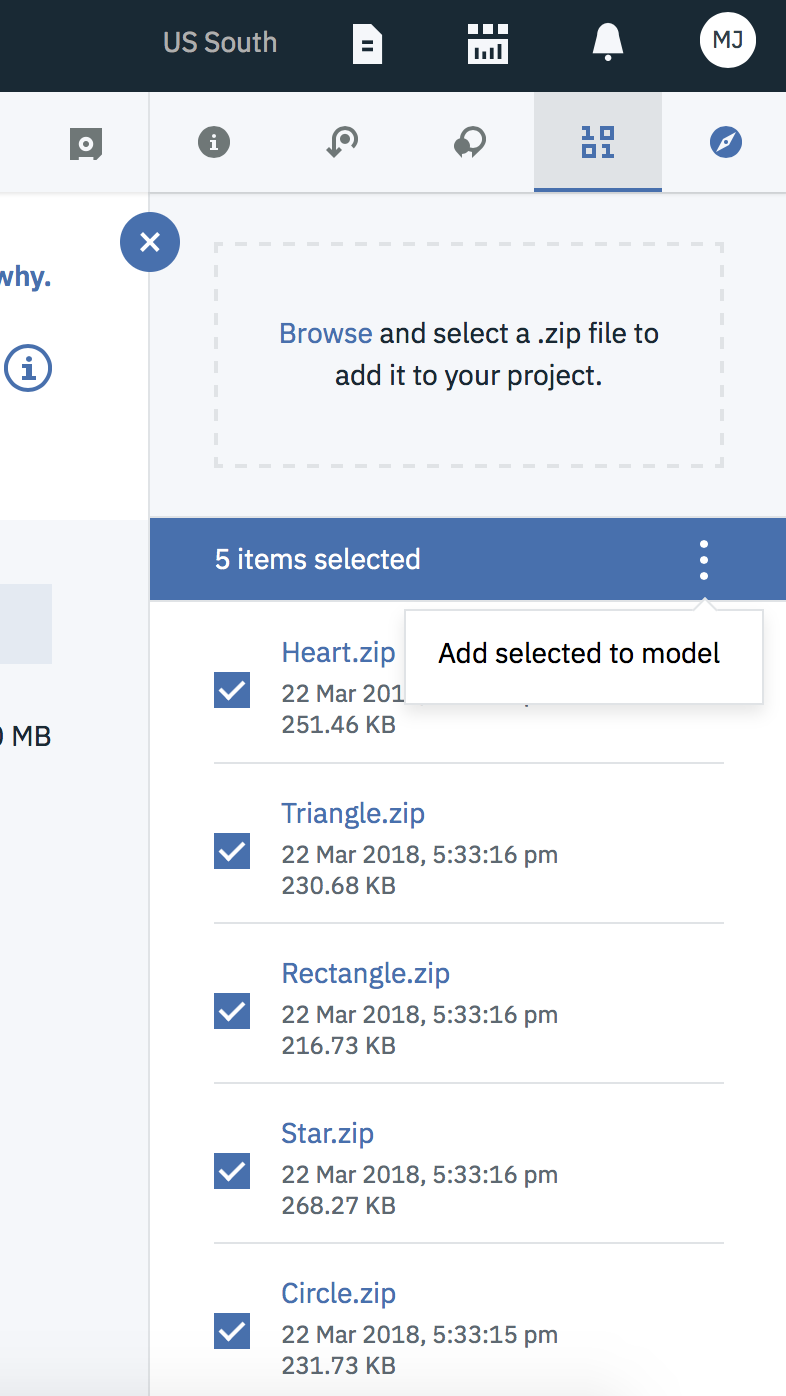 US South
MJ
why.
Browse and select a .zip file to
add it to your project.
5 items selected
Add selected to model
Heart.zip
22 Mar 201
251.46 KB
MB
Triangle.zip
22 Mar 2018, 5:33:16 pm
230.68 KB
Rectangle.zip
22 Mar 2018, 5:33:16 pm
216.73 KB
Star.zip
22 Mar 2018, 5:33:16 pm
268.27 KB
Circle.zip
22 Mar 2018, 5:33:15 pm
231.73 KB